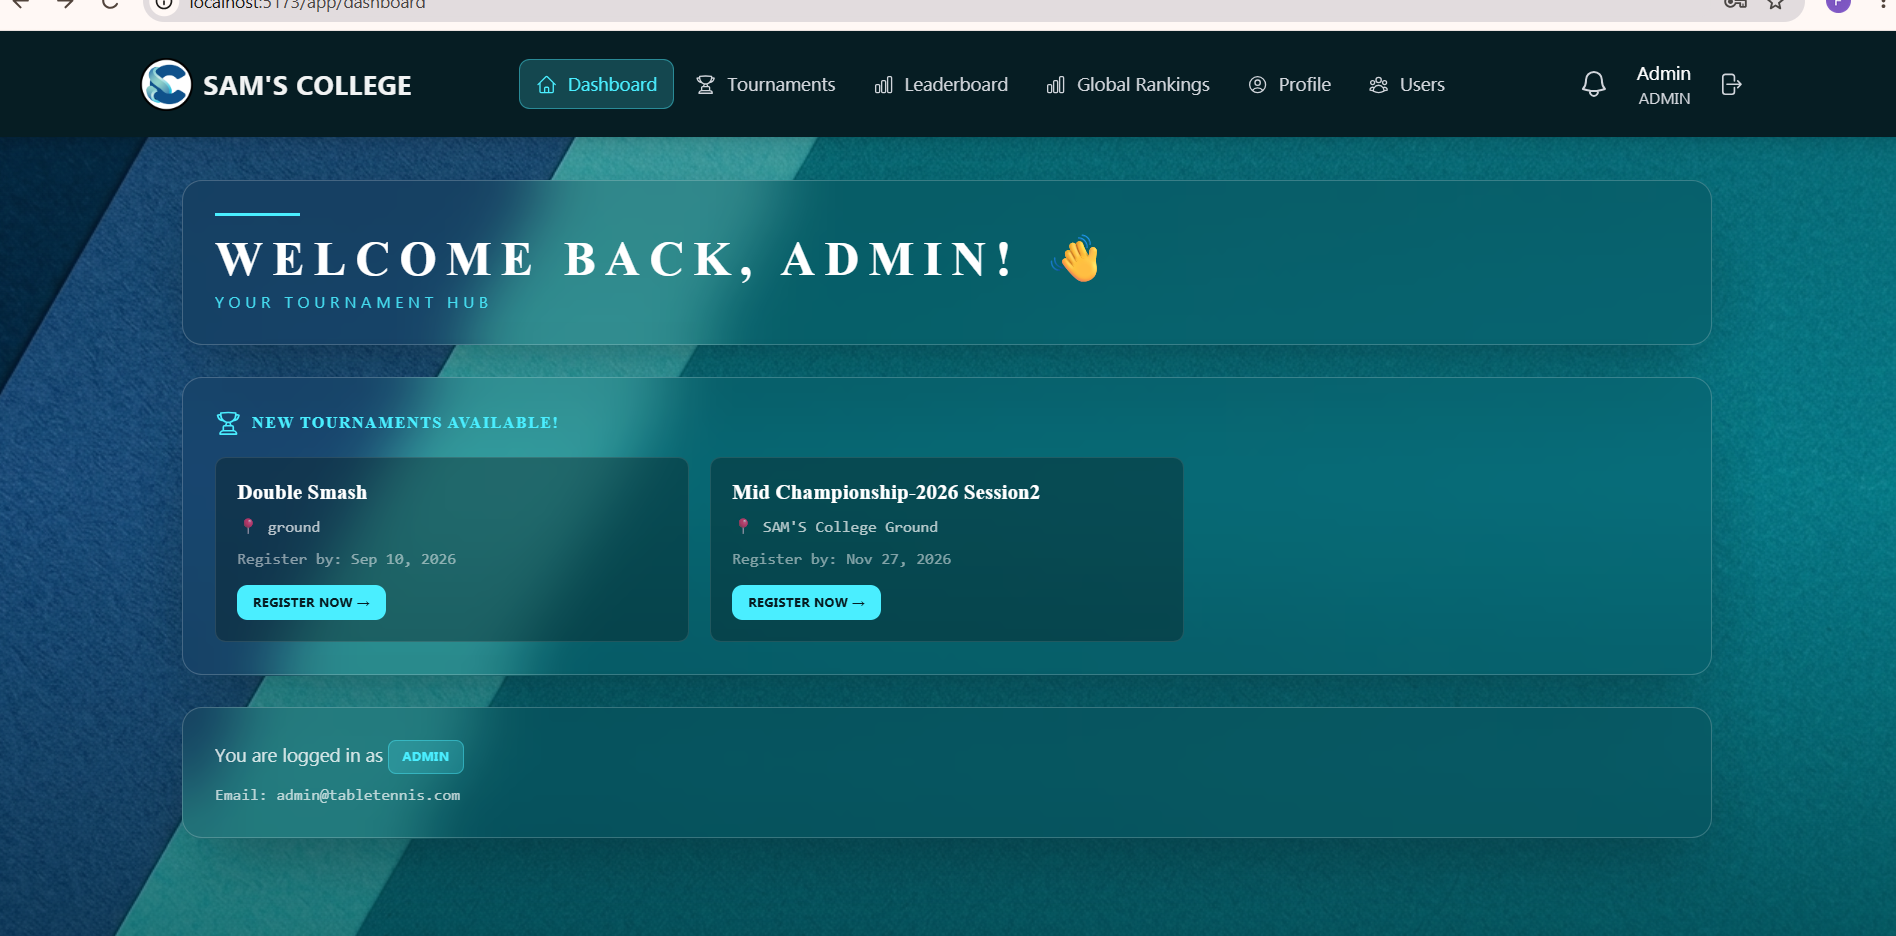 localhost:5173/app/dashboard
SAM'S COLLEGE
Dashboard
Tournaments
Leaderboard
Global Rankings
Profile
Users
Admin
ADMIN
WELCOME BACK, ADMIN! 👋
YOUR TOURNAMENT HUB
NEW TOURNAMENTS AVAILABLE!
Double Smash
📍 ground
Register by: Sep 10, 2026
REGISTER NOW →
Mid Championship-2026 Session2
📍 SAM'S College Ground
Register by: Nov 27, 2026
REGISTER NOW →
You are logged in as ADMIN
Email: admin@tabletennis.com